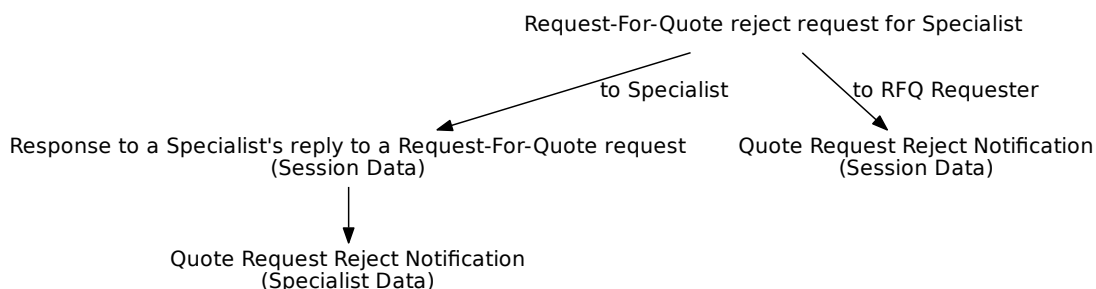 Request-For-Quote reject request for Specialist
to Specialist
to RFQ Requester
Response to a Specialist's reply to a Request-For-Quote request
(Session Data)
Quote Request Reject Notification
(Session Data)
Quote Request Reject Notification
(Specialist Data)